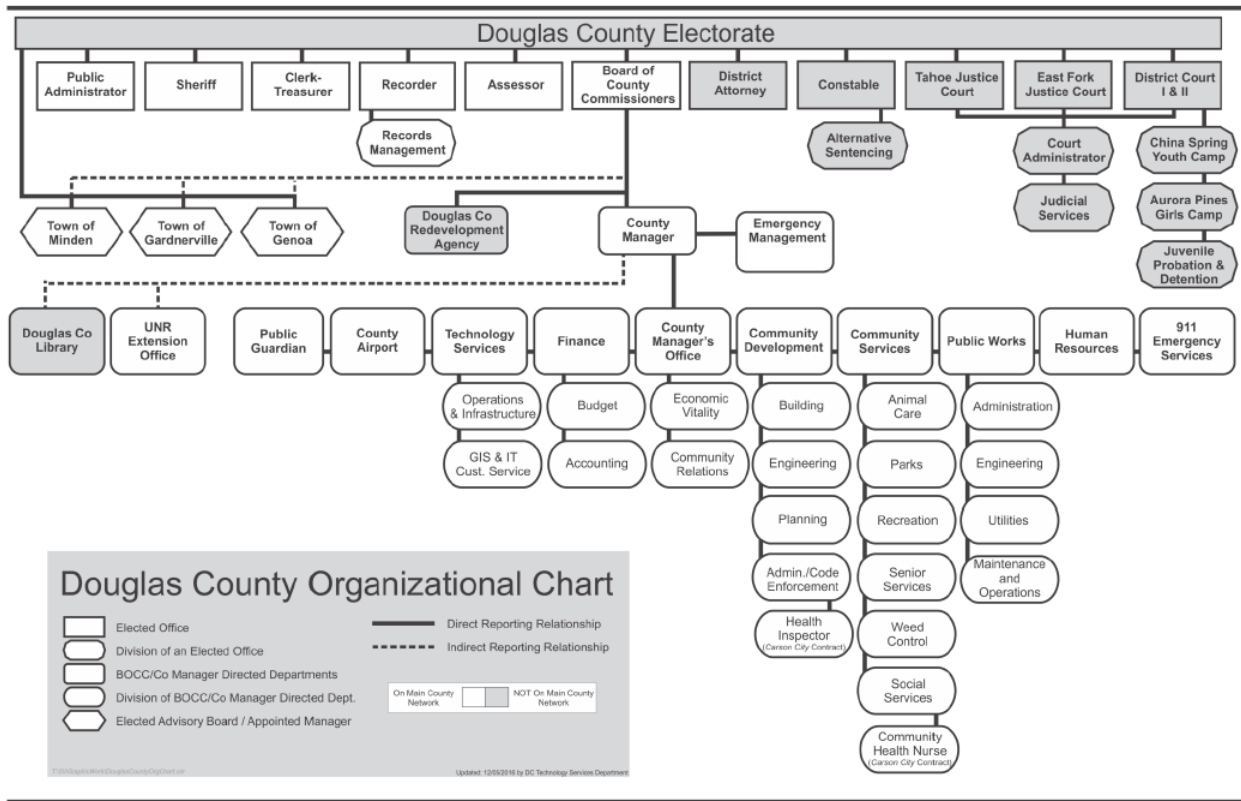 Douglas County Electorate
Public
Administrator
Sheriff
Clerk-
Treasurer
Recorder
Assessor
Board of
County
Commissioners
District
Attorney
Constable
Tahoe Justice
Court
East Fork
Justice Court
District Court
I & II
Records
Management
Alternative
Sentencing
Court
Administrator
China Spring
Youth Camp
Judicial
Services
Aurora Pines
Girls Camp
Juvenile
Probation &
Detention
Town of
Minden
Town of
Gardnerville
Town of
Genoa
Douglas Co
Redevelopment
Agency
County
Manager
Emergency
Management
Douglas Co
Library
UNR
Extension
Office
Public
Guardian
County
Airport
Technology
Services
Finance
County
Manager's
Office
Community
Development
Community
Services
Public Works
Human
Resources
911
Emergency
Services
Operations
& Infrastructure
GIS & IT
Cust. Service
Budget
Accounting
Economic
Vitality
Community
Relations
Building
Engineering
Planning
Admin./Code
Enforcement
Health
Inspector
(Carson City Contract)
Animal
Care
Parks
Recreation
Senior
Services
Weed
Control
Social
Services
Community
Health Nurse
(Carson City Contract)
Administration
Engineering
Utilities
Maintenance
and
Operations
Douglas County Organizational Chart
Elected Office
Division of an Elected Office
BOCC/Co Manager Directed Departments
Division of BOCC/Co Manager Directed Dept.
Elected Advisory Board / Appointed Manager
Direct Reporting Relationship
Indirect Reporting Relationship
On Main County
Network
NOT On Main County
Network
Updated: 12/05/2016 by DC Technology Services Department